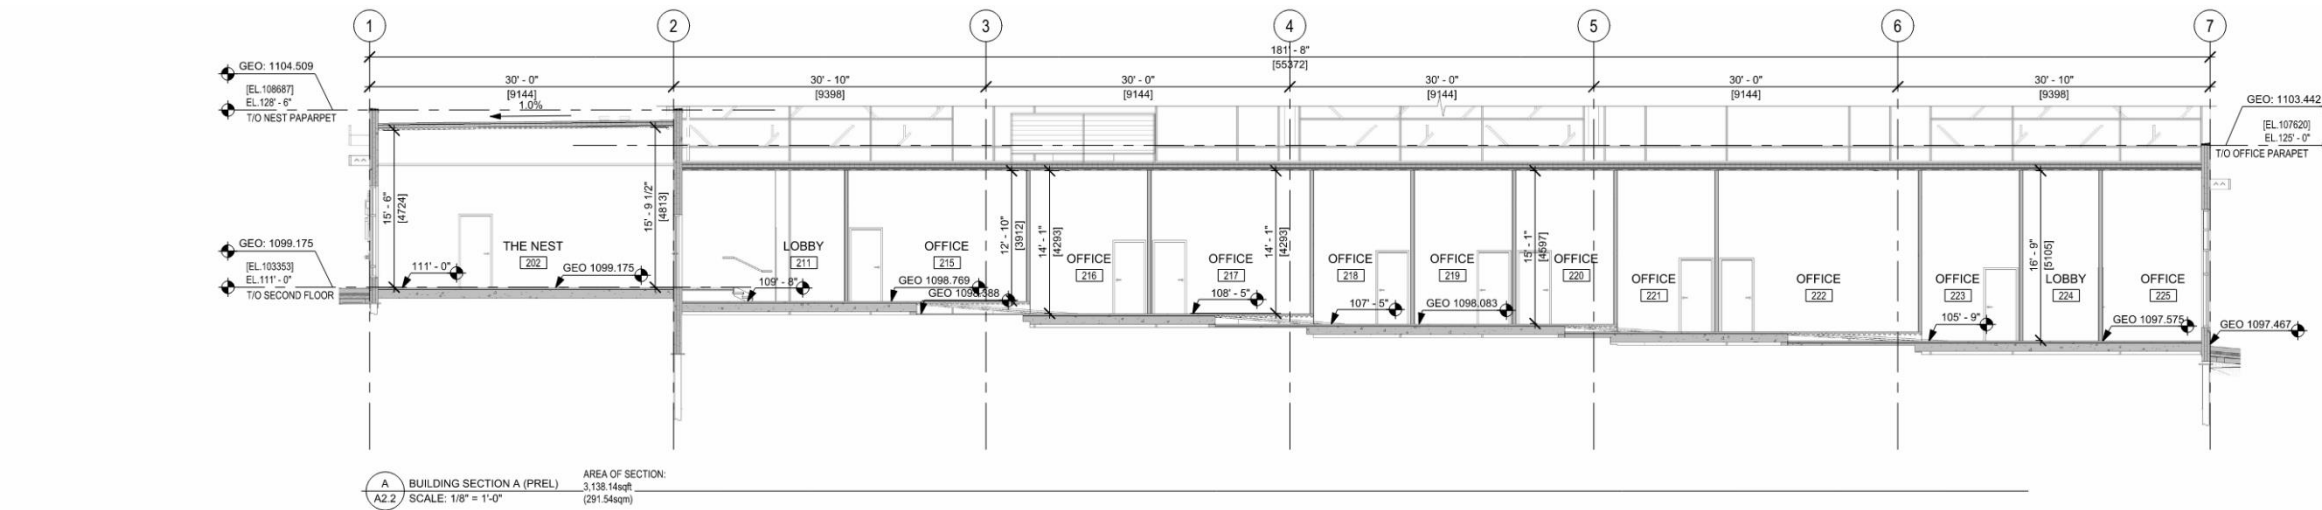 1
2
3
4
5
6
7
181' - 8"
[55372]
30' - 0"
[9144]
30' - 10"
[9398]
30' - 0"
[9144]
30' - 0"
[9144]
30' - 0"
[9144]
30' - 10"
[9398]
GEO: 1104.509
[EL.108687]
EL.128' - 6"
T/O NEST PAPARPET
1.0%
GEO: 1103.442
[EL.107620]
EL.125' - 0"
T/O OFFICE PARAPET
15' - 6"
[4724]
15' - 9 1/2"
[4813]
12' - 10"
[3912]
14' - 1"
[4293]
14' - 1"
[4293]
15' - 1"
[4597]
16' - 9"
[5105]
GEO: 1099.175
[EL.103353]
EL.111' - 0"
T/O SECOND FLOOR
THE NEST
202
111' - 0"
GEO 1099.175
LOBBY
211
109' - 8"
OFFICE
215
GEO 1098.769
GEO 1098.388
OFFICE
216
OFFICE
217
108' - 5"
OFFICE
218
107' - 5"
OFFICE
219
GEO 1098.083
OFFICE
220
OFFICE
221
OFFICE
222
OFFICE
223
105' - 9"
LOBBY
224
OFFICE
225
GEO 1097.575
GEO 1097.467
A
A2.2
BUILDING SECTION A (PREL)
SCALE: 1/8" = 1'-0"
AREA OF SECTION:
3,138.14sqft
(291.54sqm)